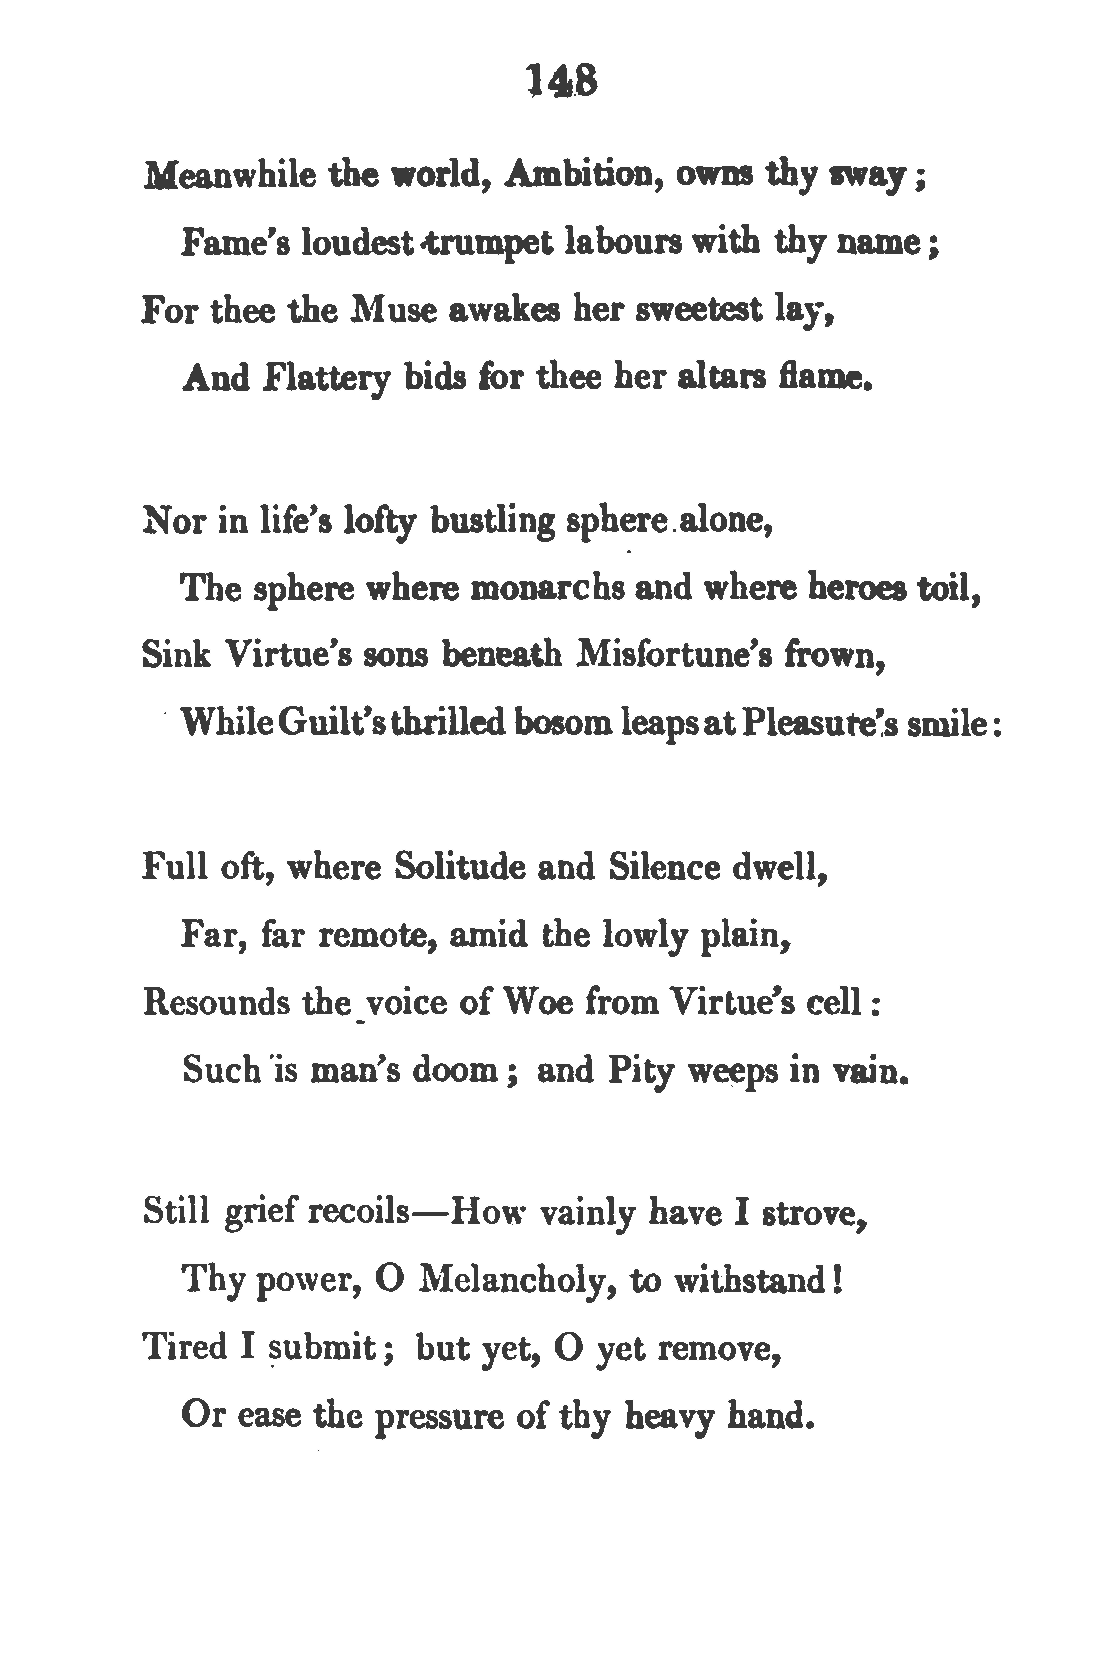 148
Meanwhile the world, Ambition, owns thy sway;
Fame's loudest trumpet labours with thy name;
For thee the Muse awakes her sweetest lay,
And Flattery bids for thee her altars flame.
Nor in life's lofty bustling sphere alone,
The sphere where monarchs and where heroes toil,
Sink Virtue's sons beneath Misfortune's frown,
While Guilt's thrilled bosom leaps at Pleasure's smile:
Full oft, where Solitude and Silence dwell,
Far, far remote, amid the lowly plain,
Resounds the voice of Woe from Virtue's cell:
Such is man's doom; and Pity weeps in vain.
Still grief recoils—How vainly have I strove,
Thy power, O Melancholy, to withstand!
Tired I submit; but yet, O yet remove,
Or ease the pressure of thy heavy hand.